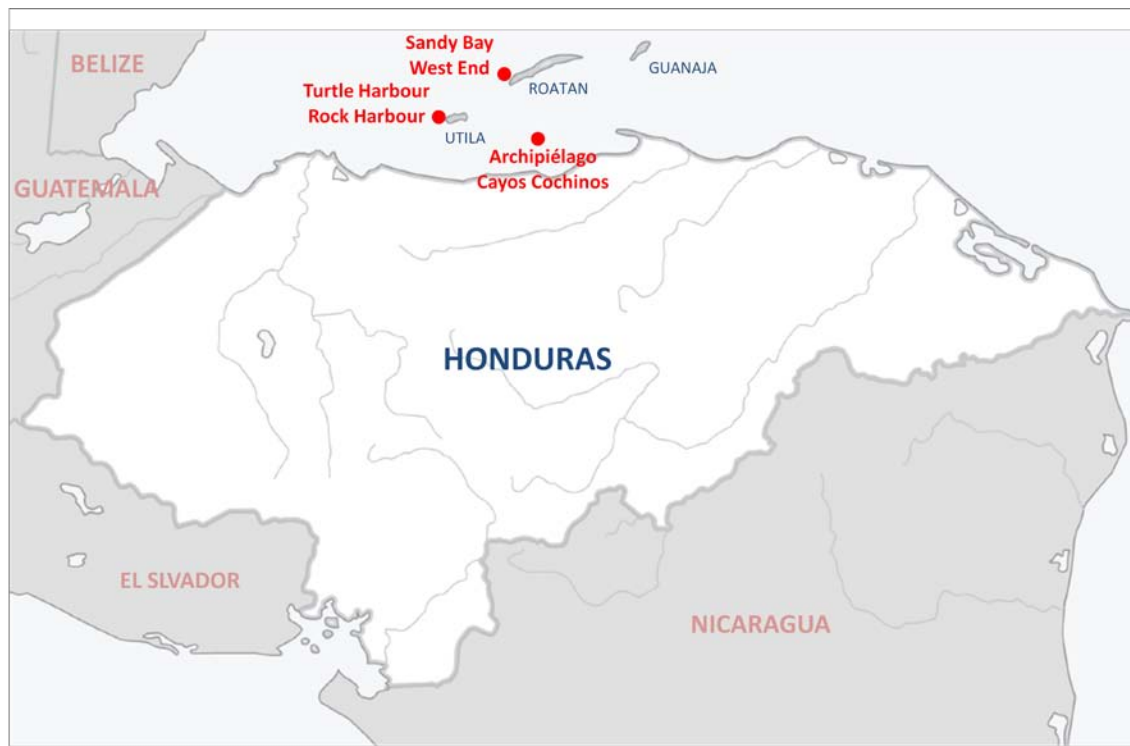 BELIZE
Sandy Bay
West End
GUANAJA
ROATAN
Turtle Harbour
Rock Harbour
UTILA
Archipiélago
Cayos Cochinos
GUATEMALA
HONDURAS
EL SLVADOR
NICARAGUA